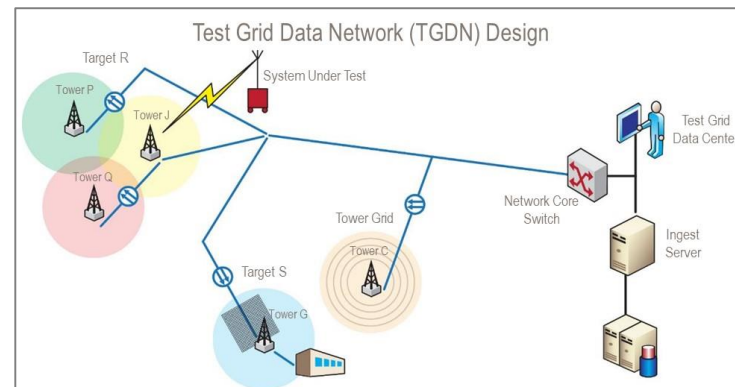 Test Grid Data Network (TGDN) Design
Target R
System Under Test
Tower P
Tower J
Test Grid
Data Center
Tower Q
Network Core
Switch
Tower Grid
Ingest
Server
Tower C
Target S
Tower G